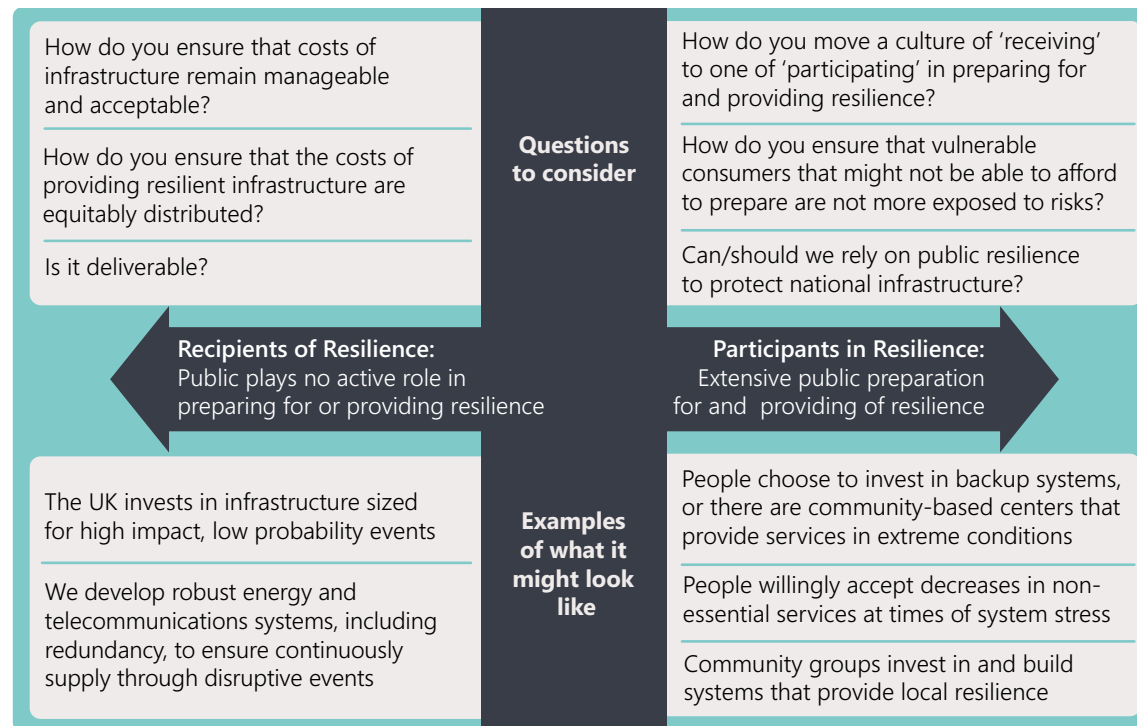 How do you ensure that costs of
infrastructure remain manageable
and acceptable?
How do you ensure that the costs of
providing resilient infrastructure are
equitably distributed?
Is it deliverable?
Questions
to consider
How do you move a culture of ‘receiving’
to one of ‘participating’ in preparing for
and providing resilience?
How do you ensure that vulnerable
consumers that might not be able to afford
to prepare are not more exposed to risks?
Can/should we rely on public resilience
to protect national infrastructure?
Recipients of Resilience:
Public plays no active role in
preparing for or providing resilience
Participants in Resilience:
Extensive public preparation
for and providing of resilience
The UK invests in infrastructure sized
for high impact, low probability events
We develop robust energy and
telecommunications systems, including
redundancy, to ensure continuously
supply through disruptive events
Examples
of what it
might look
like
People choose to invest in backup systems,
or there are community-based centers that
provide services in extreme conditions
People willingly accept decreases in non-
essential services at times of system stress
Community groups invest in and build
systems that provide local resilience